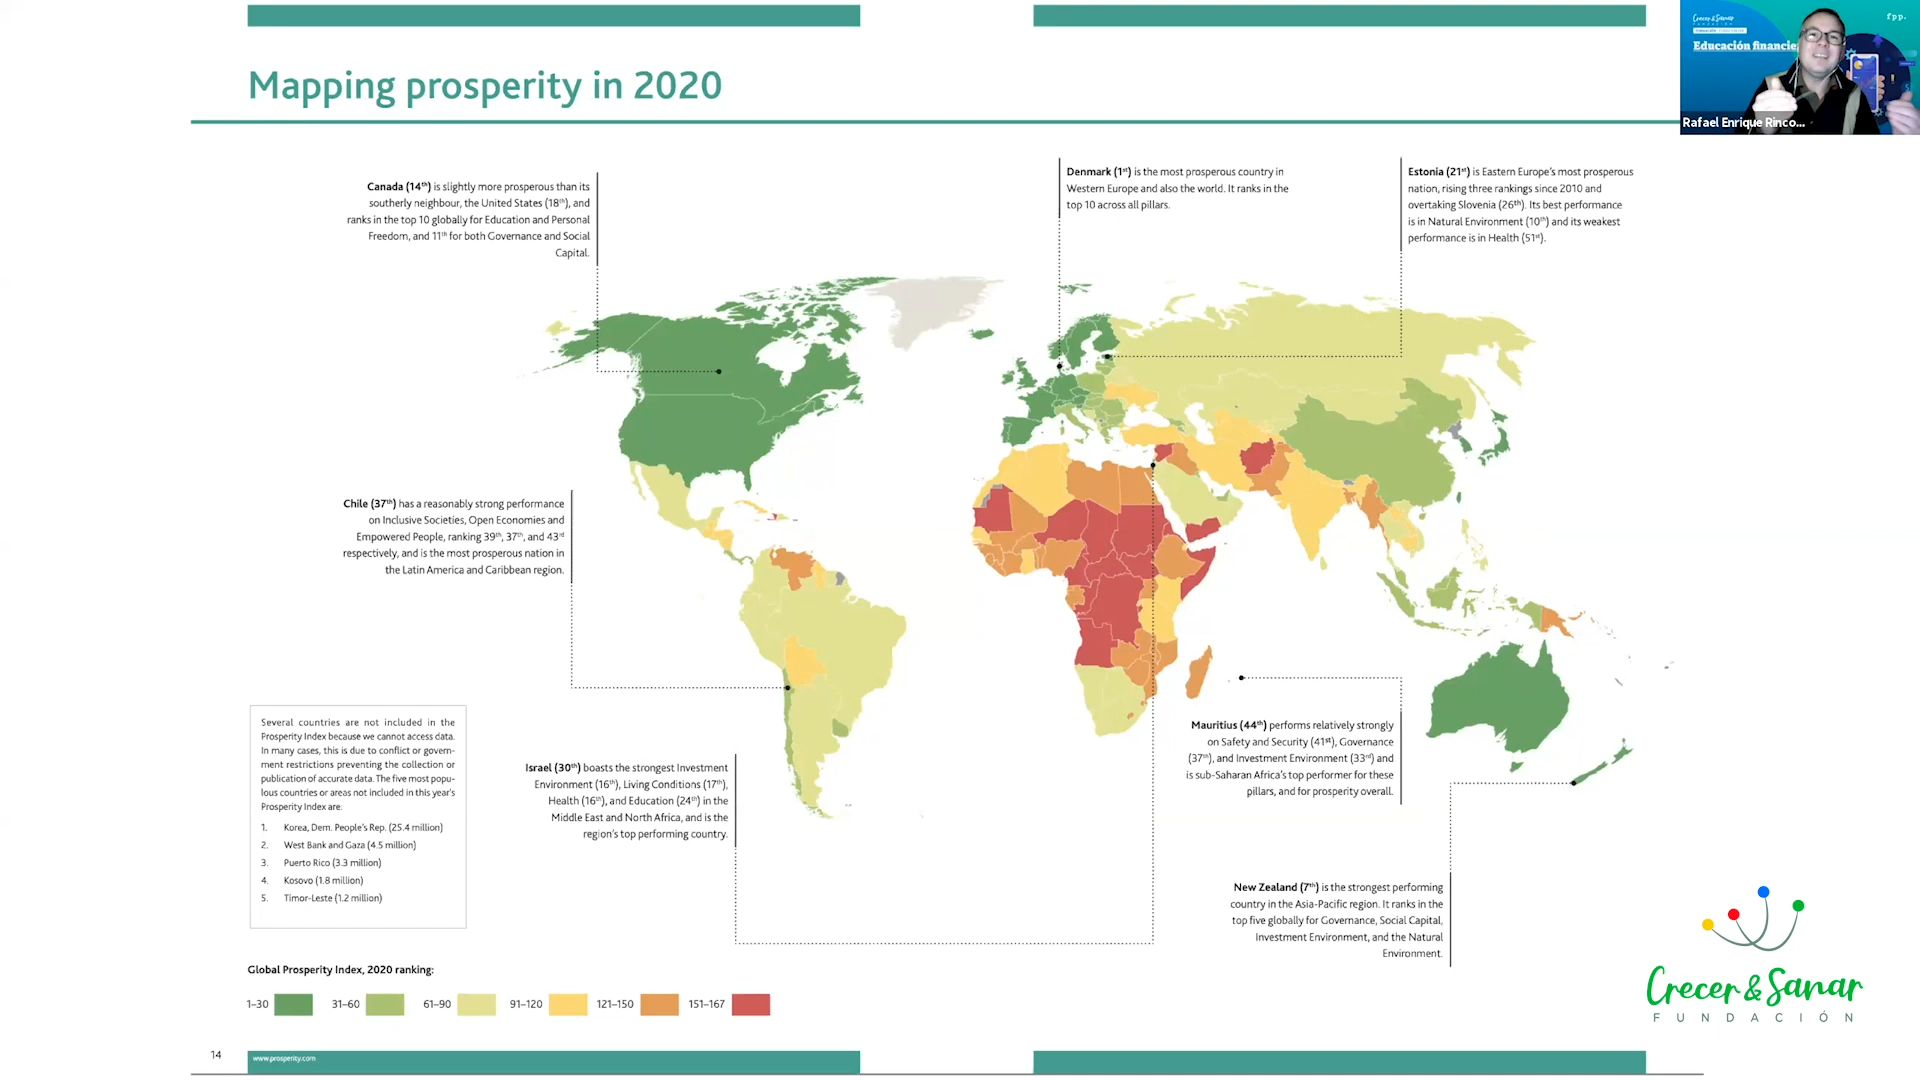 Mapping prosperity in 2020
Crecer & Sanar
Educación financie
fpp.
Rafael Enrique Rinco...
Canada (14th) is slightly more prosperous than its
southerly neighbour, the United States (18th), and
ranks in the top 10 globally for Education and Personal
Freedom, and 11th for both Governance and Social
Capital.
Denmark (1st) is the most prosperous country in
Western Europe and also the world. It ranks in the
top 10 across all pillars.
Estonia (21st) is Eastern Europe's most prosperous
nation, rising three rankings since 2010 and
overtaking Slovenia (26th). Its best performance
is in Natural Environment (10th) and its weakest
performance is in Health (51st).
Chile (37th) has a reasonably strong performance
on Inclusive Societies, Open Economies and
Empowered People, ranking 39th, 37th, and 43rd
respectively, and is the most prosperous nation in
the Latin America and Caribbean region.
Several countries are not included in the
Prosperity Index because we cannot access data.
In many cases, this is due to conflict or govern-
ment restrictions preventing the collection or
publication of accurate data. The five most popu-
lous countries or areas not included in this year's
Prosperity Index are:
1. Korea, Dem. People's Rep. (25.4 million)
2. West Bank and Gaza (4.5 million)
3. Puerto Rico (3.3 million)
4. Kosovo (1.8 million)
5. Timor-Leste (1.2 million)
Israel (30th) boasts the strongest Investment
Environment (16th), Living Conditions (17th),
Health (16th), and Education (24th) in the
Middle East and North Africa, and is the
region's top performing country.
Mauritius (44th) performs relatively strongly
on Safety and Security (41st), Governance
(37th), and Investment Environment (33rd) and
is sub-Saharan Africa's top performer for these
pillars, and for prosperity overall.
New Zealand (7th) is the strongest performing
country in the Asia-Pacific region. It ranks in the
top five globally for Governance, Social Capital,
Investment Environment, and the Natural
Environment.
Global Prosperity Index, 2020 ranking:
1–30 31–60 61–90 91–120 121–150 151–167
Crecer & Sanar
FUNDACIÓN
14
www.prosperity.com